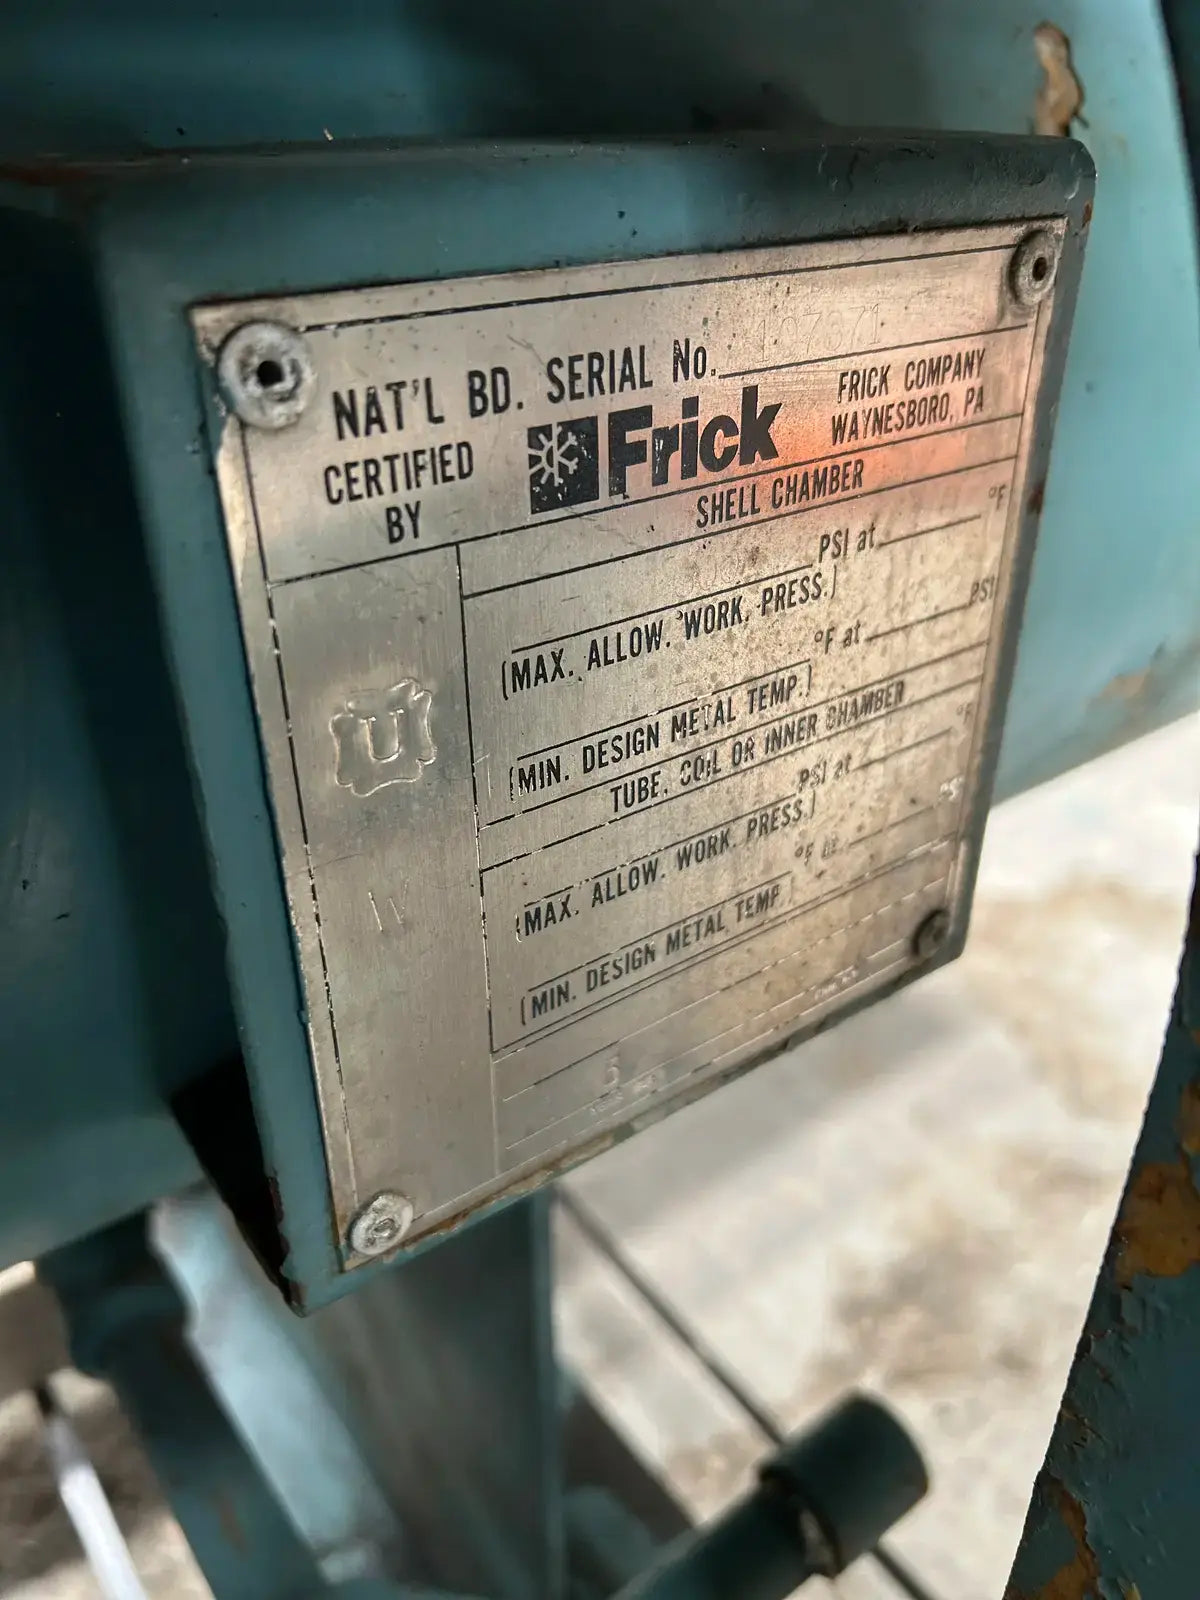 NAT'L BD. SERIAL No. 107371
CERTIFIED BY
Frick
FRICK COMPANY
WAYNESBORO, PA
SHELL CHAMBER
PSI at °F
(MAX. ALLOW. WORK. PRESS.)
°F at PSI
(MIN. DESIGN METAL TEMP.)
TUBE, COIL OR INNER CHAMBER
PSI at °F
(MAX. ALLOW. WORK. PRESS.)
°F at
(MIN. DESIGN METAL TEMP.)
U
W